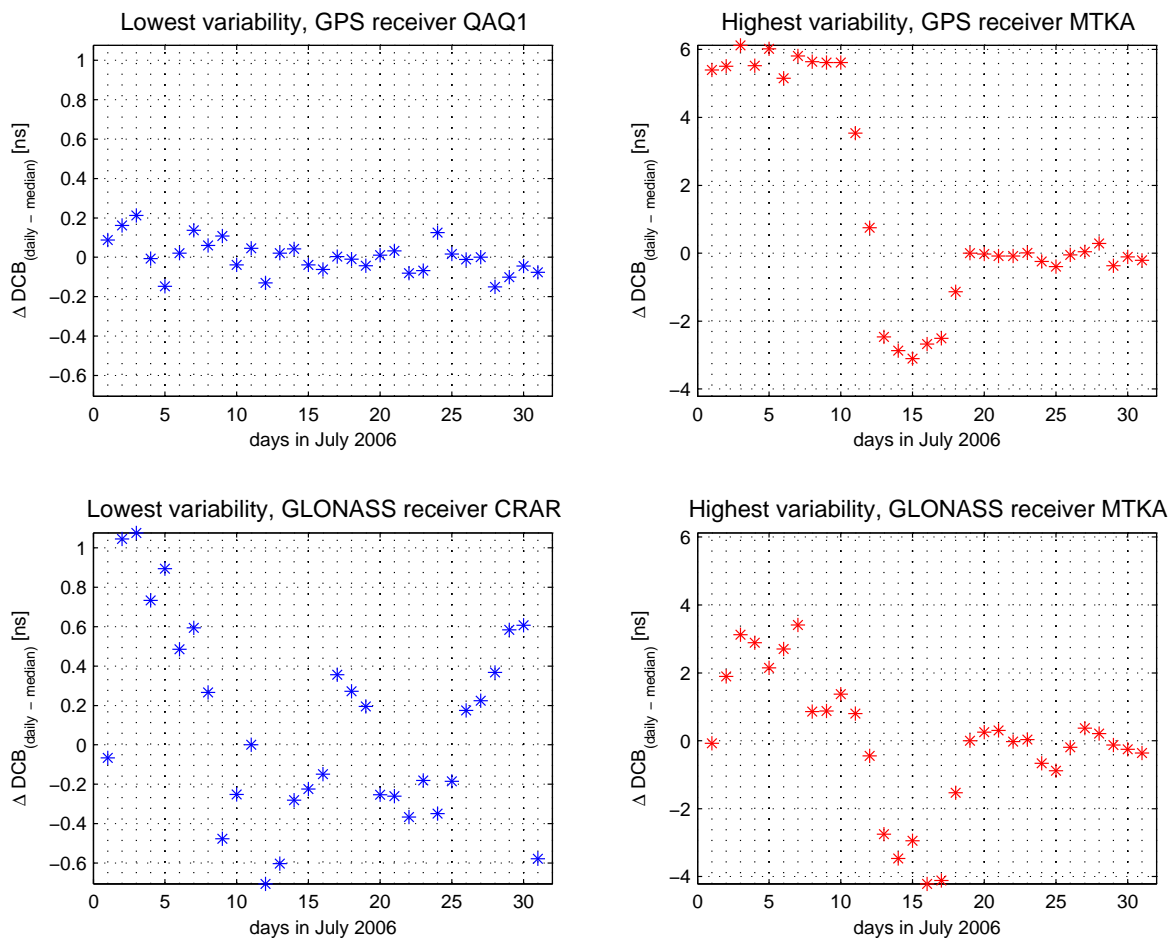 Lowest variability, GPS receiver QAQ1
1
0.8
0.6
0.4
0.2
0
−0.2
−0.4
−0.6
Δ DCB(daily − median) [ns]
0 5 10 15 20 25 30
days in July 2006
Highest variability, GPS receiver MTKA
6
4
2
0
−2
−4
Δ DCB(daily − median) [ns]
0 5 10 15 20 25 30
days in July 2006
Lowest variability, GLONASS receiver CRAR
1
0.8
0.6
0.4
0.2
0
−0.2
−0.4
−0.6
Δ DCB(daily − median) [ns]
0 5 10 15 20 25 30
days in July 2006
Highest variability, GLONASS receiver MTKA
6
4
2
0
−2
−4
Δ DCB(daily − median) [ns]
0 5 10 15 20 25 30
days in July 2006